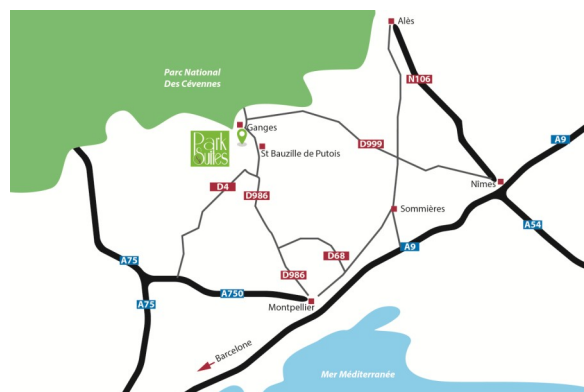 Alès
Parc National
Des Cévennes
N106
Ganges
Park
Suites
St Bauzille de Putois
D999
A9
D4
D986
Nîmes
Sommières
A54
A9
D68
A75
A75
A750
D986
Montpellier
Barcelone
Mer Méditerranée